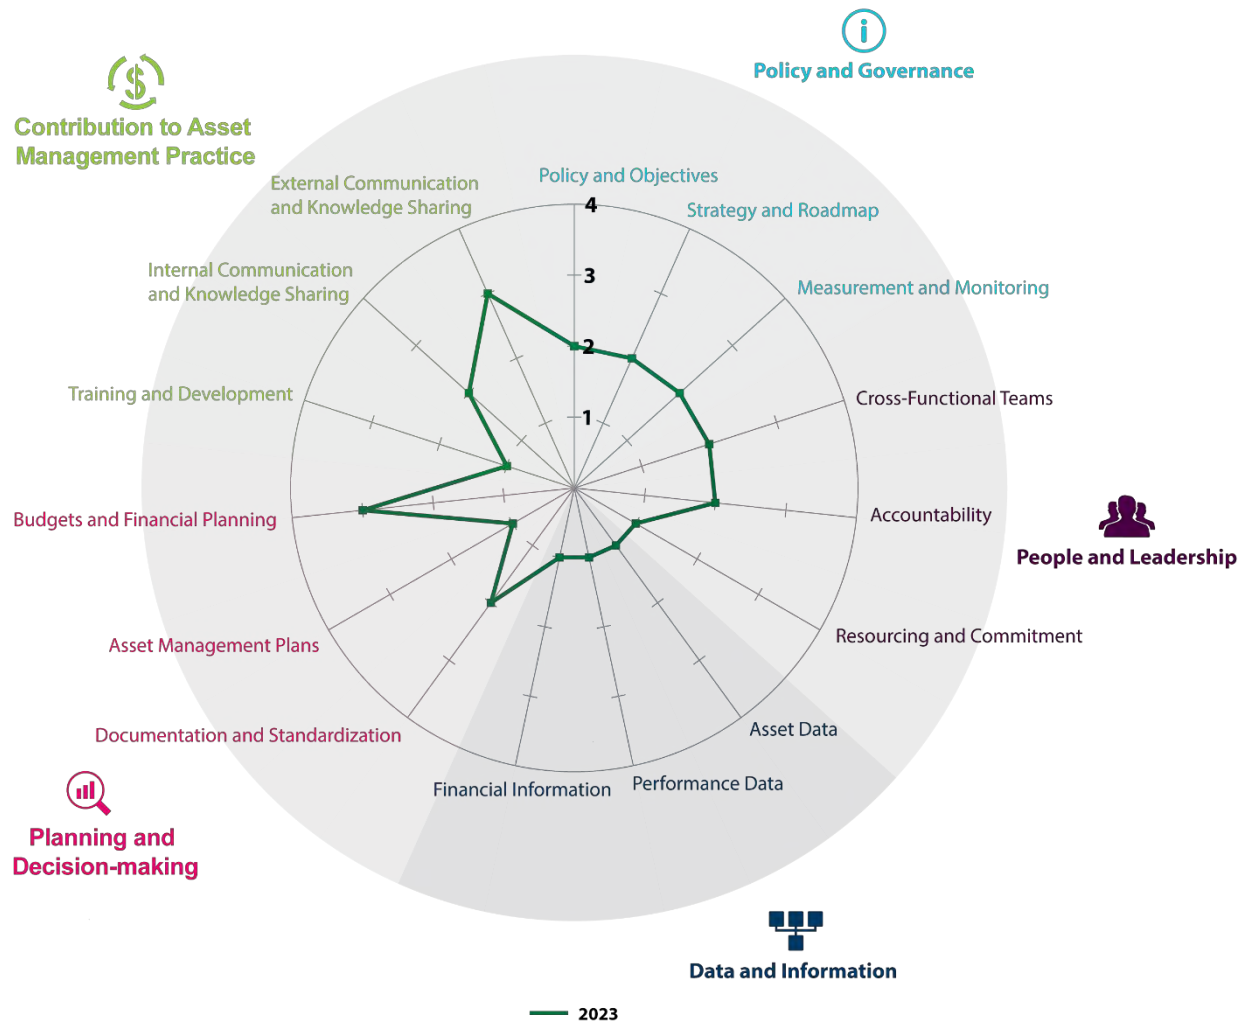 Policy and Governance
Contribution to Asset
Management Practice
External Communication
and Knowledge Sharing
Policy and Objectives
Strategy and Roadmap
4
Internal Communication
and Knowledge Sharing
3
Measurement and Monitoring
2
Training and Development
Cross-Functional Teams
1
Budgets and Financial Planning
Accountability
People and Leadership
Asset Management Plans
Resourcing and Commitment
Documentation and Standardization
Asset Data
Financial Information
Performance Data
Planning and
Decision-making
Data and Information
2023